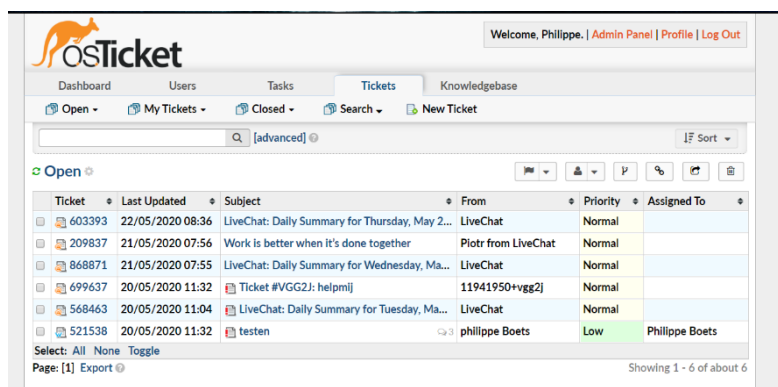 osTicket
Welcome, Philippe. | Admin Panel | Profile | Log Out
Dashboard Users Tasks Tickets Knowledgebase
Open My Tickets Closed Search New Ticket
[advanced] Sort
Open
Ticket Last Updated Subject From Priority Assigned To
603393 22/05/2020 08:36 LiveChat: Daily Summary for Thursday, May 2... LiveChat Normal
209837 21/05/2020 07:56 Work is better when it's done together Piotr from LiveChat Normal
868871 21/05/2020 07:55 LiveChat: Daily Summary for Wednesday, Ma... LiveChat Normal
699637 20/05/2020 11:32 Ticket #VGG2J: helpmij 11941950+vgg2j Normal
568463 20/05/2020 11:04 LiveChat: Daily Summary for Tuesday, Ma... LiveChat Normal
521538 20/05/2020 11:32 testen 3 philippe Boets Low Philippe Boets
Select: All None Toggle
Page: [1] Export Showing 1 - 6 of about 6